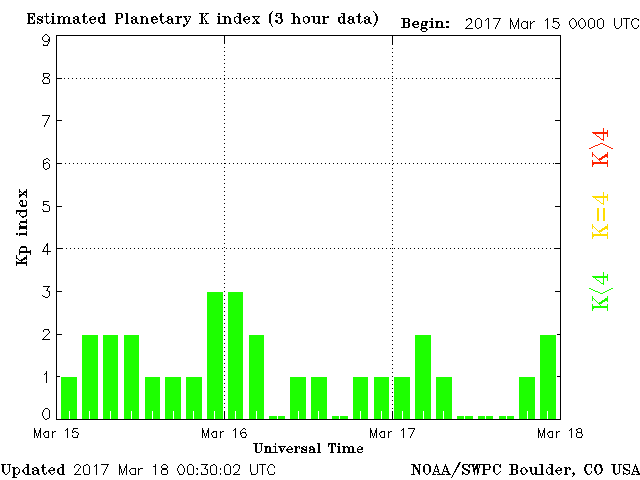 Estimated Planetary K index (3 hour data) Begin: 2017 Mar 15 0000 UTC
9
8
7
6
5
4
3
2
1
0
Kp index
K>4
K=4
K<4
Mar 15 Mar 16 Mar 17 Mar 18
Universal Time
Updated 2017 Mar 18 00:30:02 UTC NOAA/SWPC Boulder, CO USA